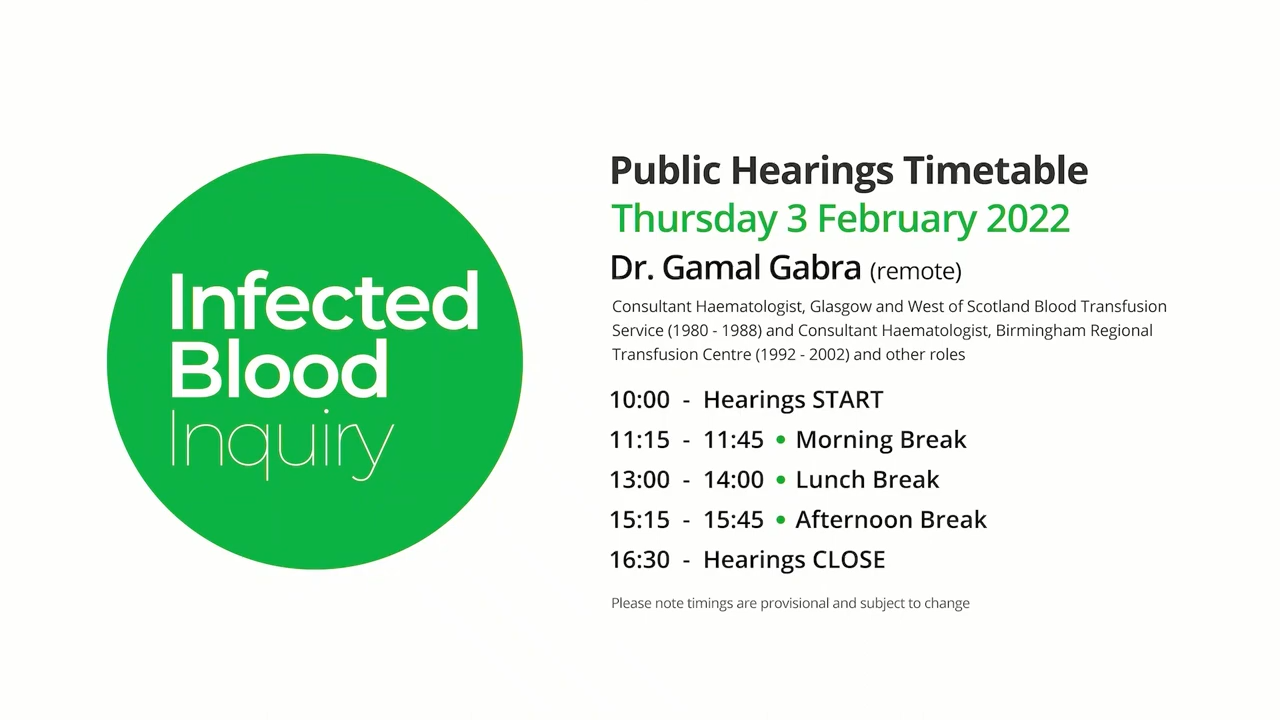 Infected
Blood
Inquiry
Public Hearings Timetable
Thursday 3 February 2022
Dr. Gamal Gabra (remote)
Consultant Haematologist, Glasgow and West of Scotland Blood Transfusion
Service (1980 - 1988) and Consultant Haematologist, Birmingham Regional
Transfusion Centre (1992 - 2002) and other roles
10:00 - Hearings START
11:15 - 11:45 • Morning Break
13:00 - 14:00 • Lunch Break
15:15 - 15:45 • Afternoon Break
16:30 - Hearings CLOSE
Please note timings are provisional and subject to change